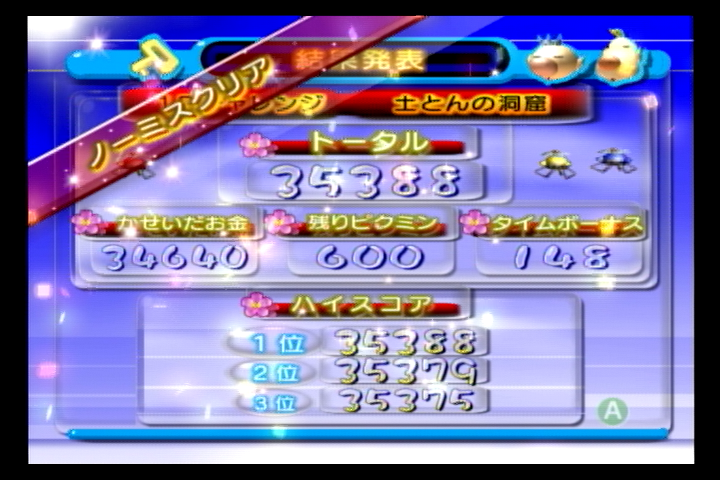 結果発表
ノーミスクリア
チャレンジ 土とんの洞窟
トータル
35388
かせいだお金 残りピクミン タイムボーナス
34640 600 148
ハイスコア
1位 35388
2位 35379
3位 35375
A